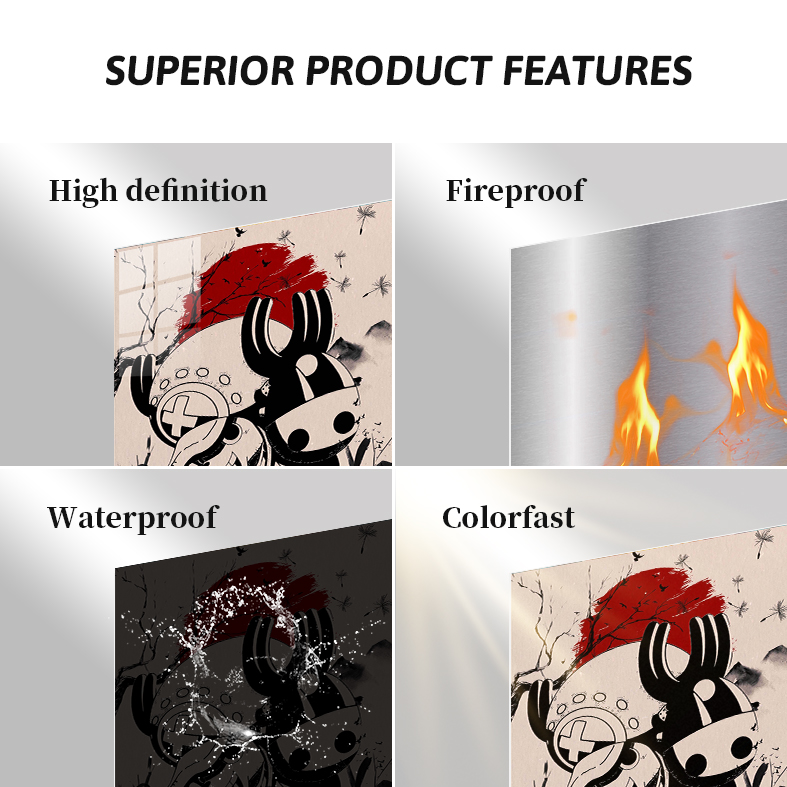 SUPERIOR PRODUCT FEATURES
High definition
Fireproof
Waterproof
Colorfast